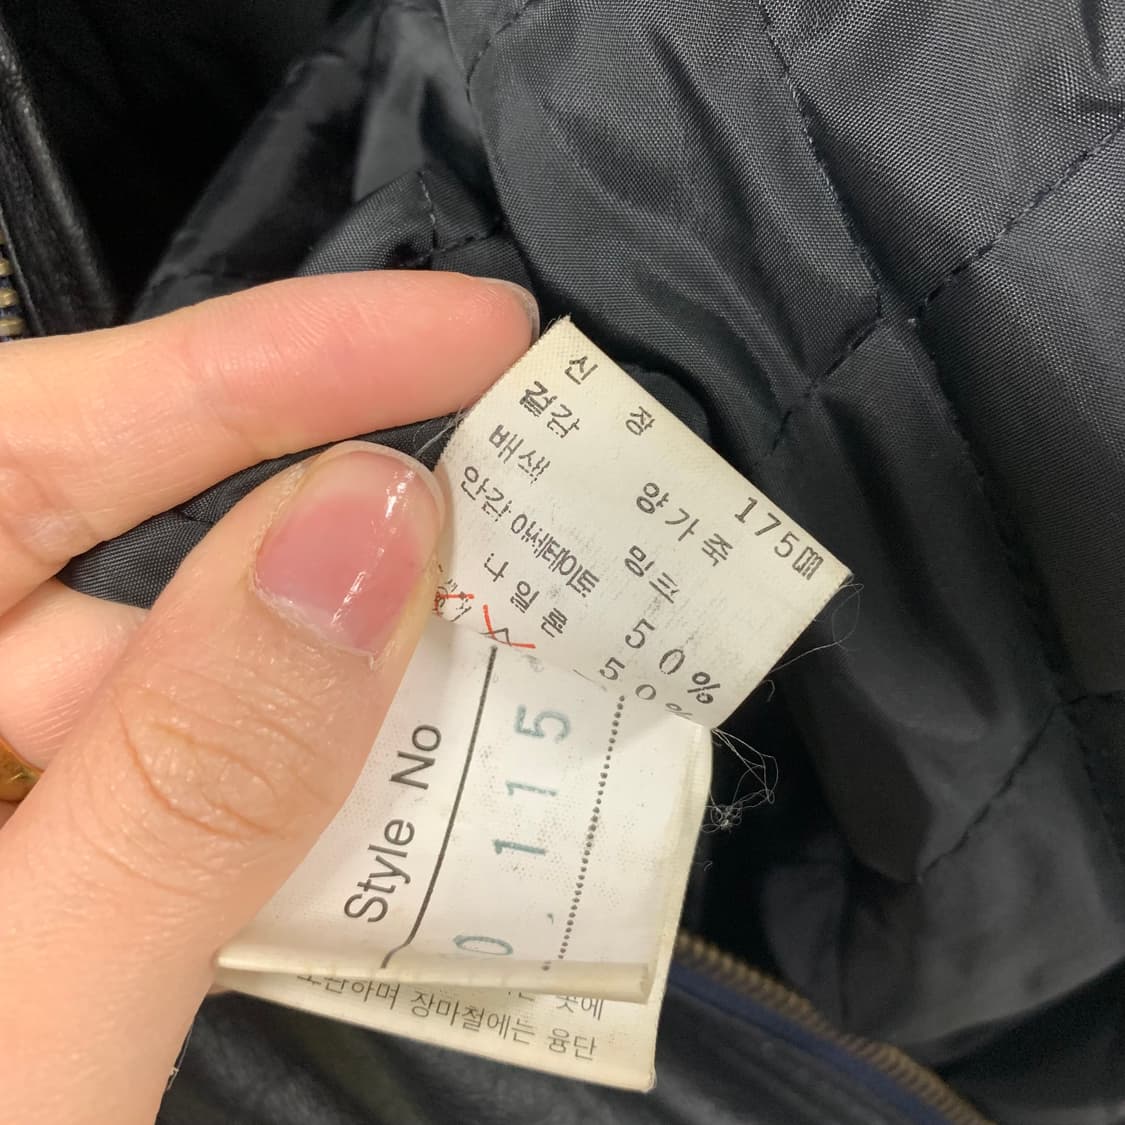 신 장 175㎝
겉감 양가죽
배색 밍크
안감 아세테이트 50%
나일론 50%
Style No
0.115
관하며 장마철에는 융단
곳에